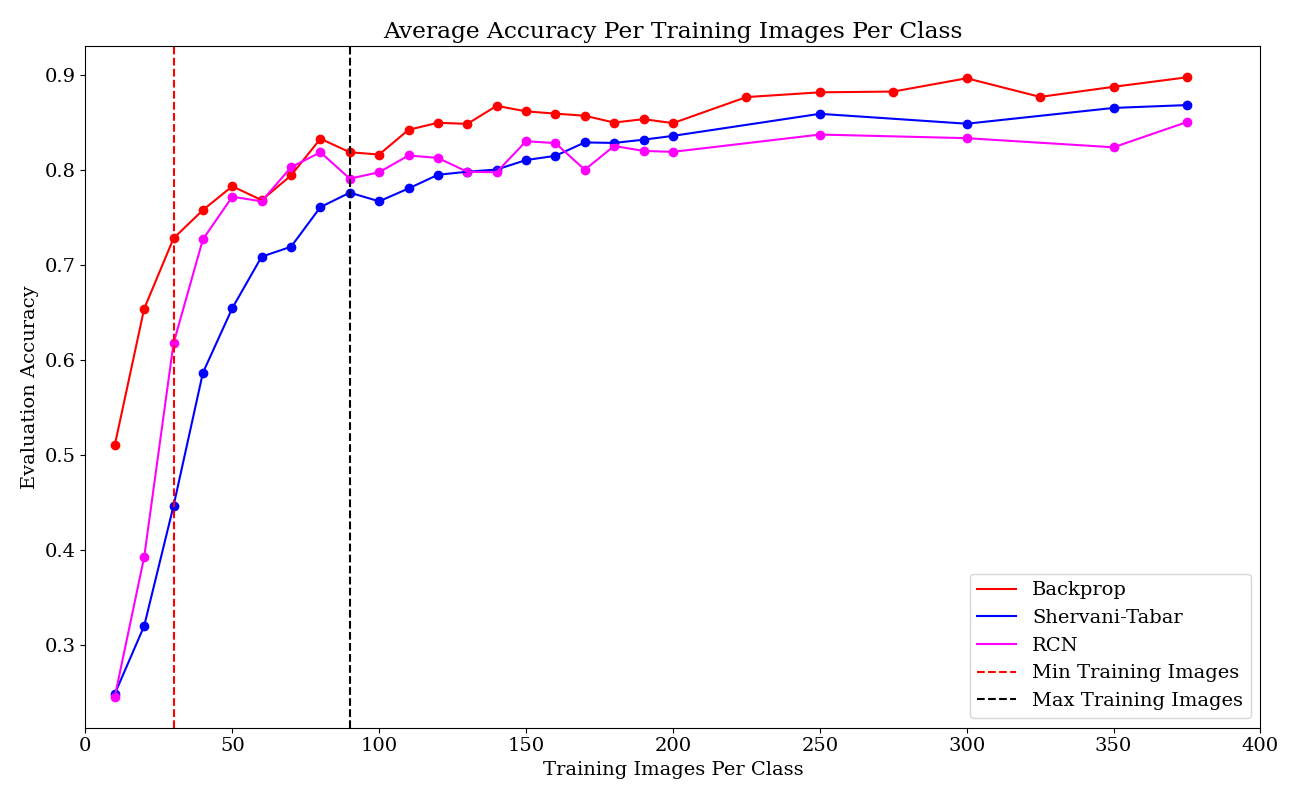 Average Accuracy Per Training Images Per Class
Evaluation Accuracy
0.9
0.8
0.7
0.6
0.5
0.4
0.3
0
50
100
150
200
250
300
350
400
Training Images Per Class
Backprop
Shervani-Tabar
RCN
Min Training Images
Max Training Images